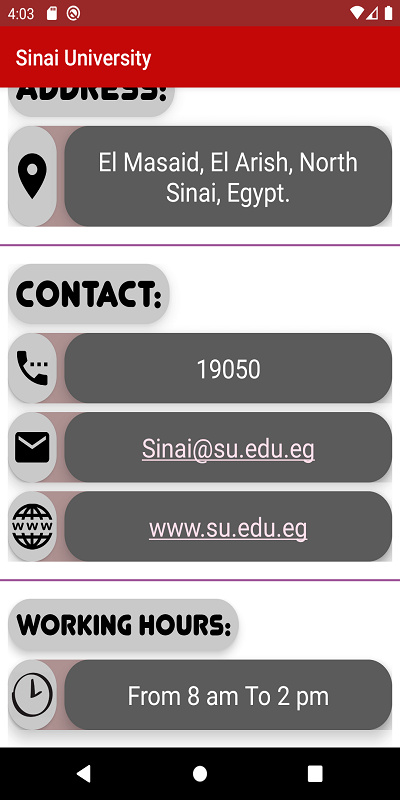 4:03
Sinai University
ADDRESS:
El Masaid, El Arish, North
Sinai, Egypt.
CONTACT:
19050
Sinai@su.edu.eg
WWW
www.su.edu.eg
WORKING HOURS:
From 8 am To 2 pm